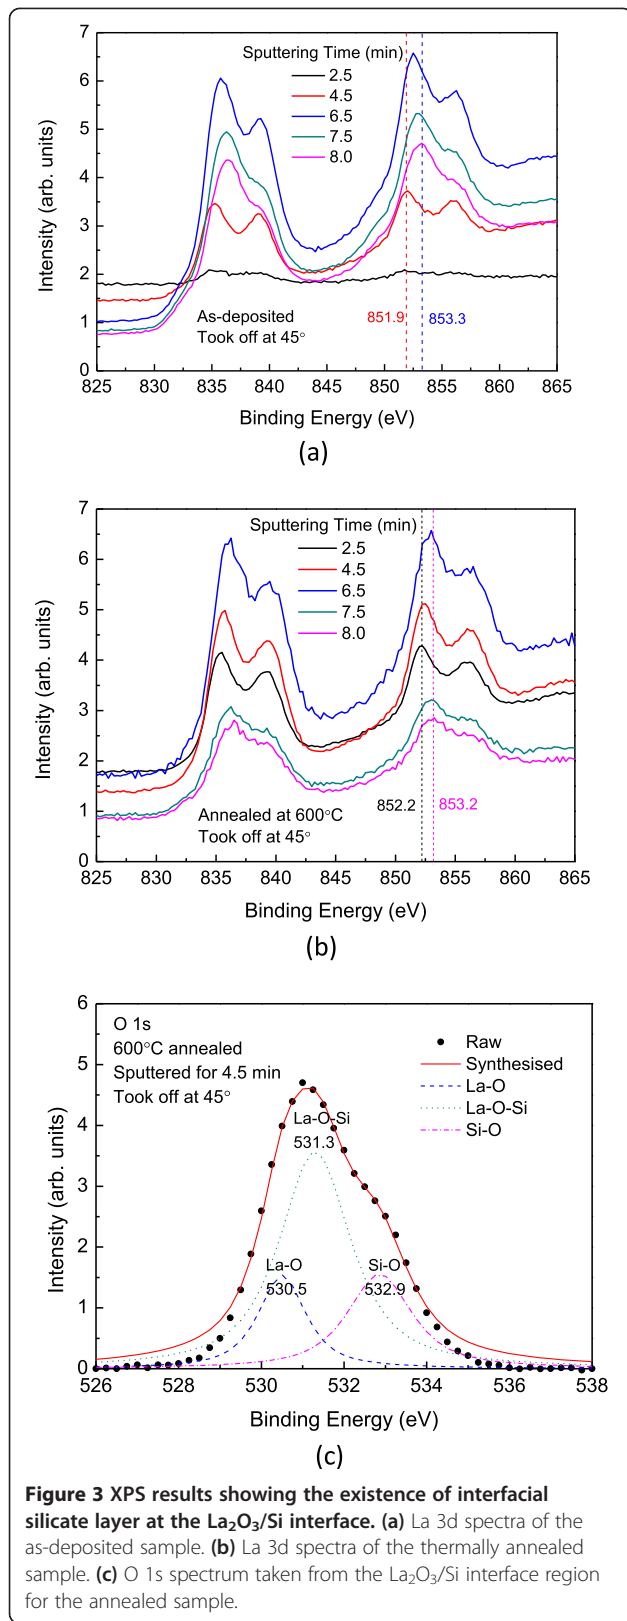 7
6
5
4
3
2
1
0
Intensity (arb. units)
Sputtering Time (min)
2.5
4.5
6.5
7.5
8.0
As-deposited
Took off at 45°
851.9
853.3
825 830 835 840 845 850 855 860 865
Binding Energy (eV)
(a)
7
6
5
4
3
2
1
0
Intensity (arb. units)
Sputtering Time (min)
2.5
4.5
6.5
7.5
8.0
Annealed at 600°C
Took off at 45°
852.2
853.2
825 830 835 840 845 850 855 860 865
Binding Energy (eV)
(b)
6
5
4
3
2
1
0
Intensity (arb. units)
O 1s
600°C annealed
Sputtered for 4.5 min
Took off at 45°
Raw
Synthesised
La-O
La-O-Si
Si-O
La-O-Si
531.3
La-O
530.5
Si-O
532.9
526 528 530 532 534 536 538
Binding Energy (eV)
(c)
Figure 3 XPS results showing the existence of interfacial
silicate layer at the La₂O₃/Si interface. (a) La 3d spectra of the
as-deposited sample. (b) La 3d spectra of the thermally annealed
sample. (c) O 1s spectrum taken from the La₂O₃/Si interface region
for the annealed sample.